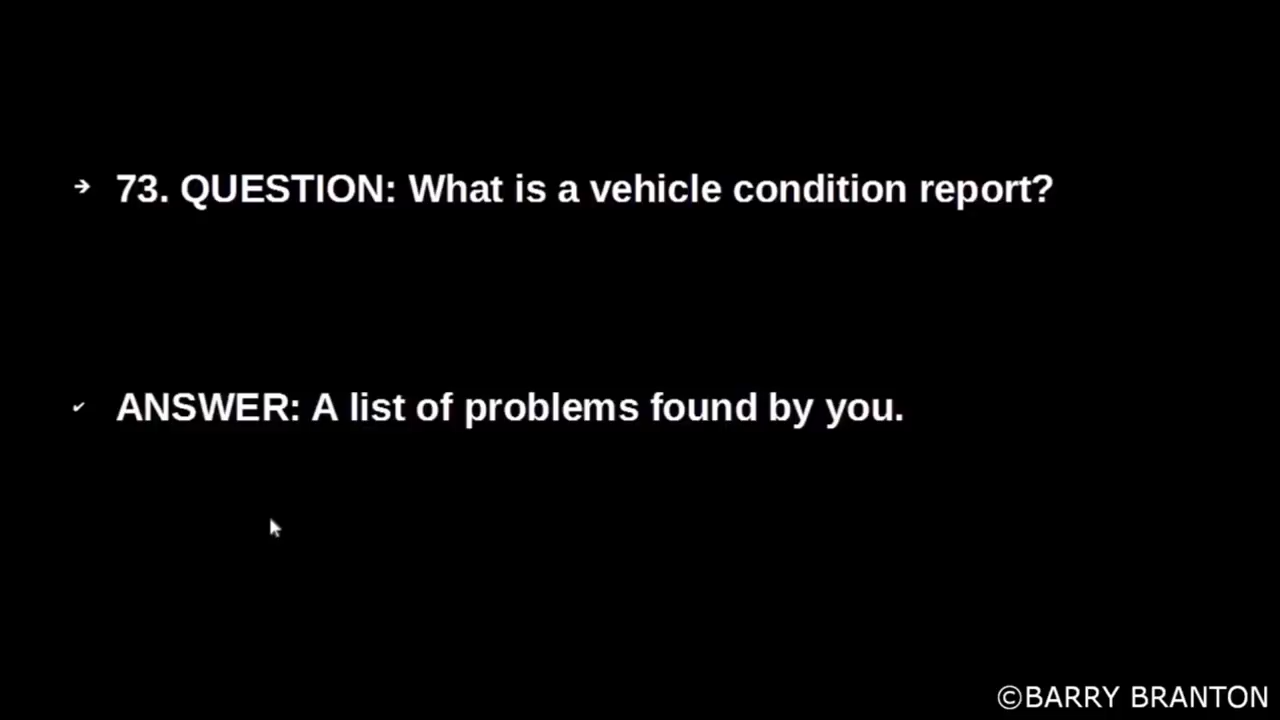 ➔ 73. QUESTION: What is a vehicle condition report?
✔ ANSWER: A list of problems found by you.
©BARRY BRANTON